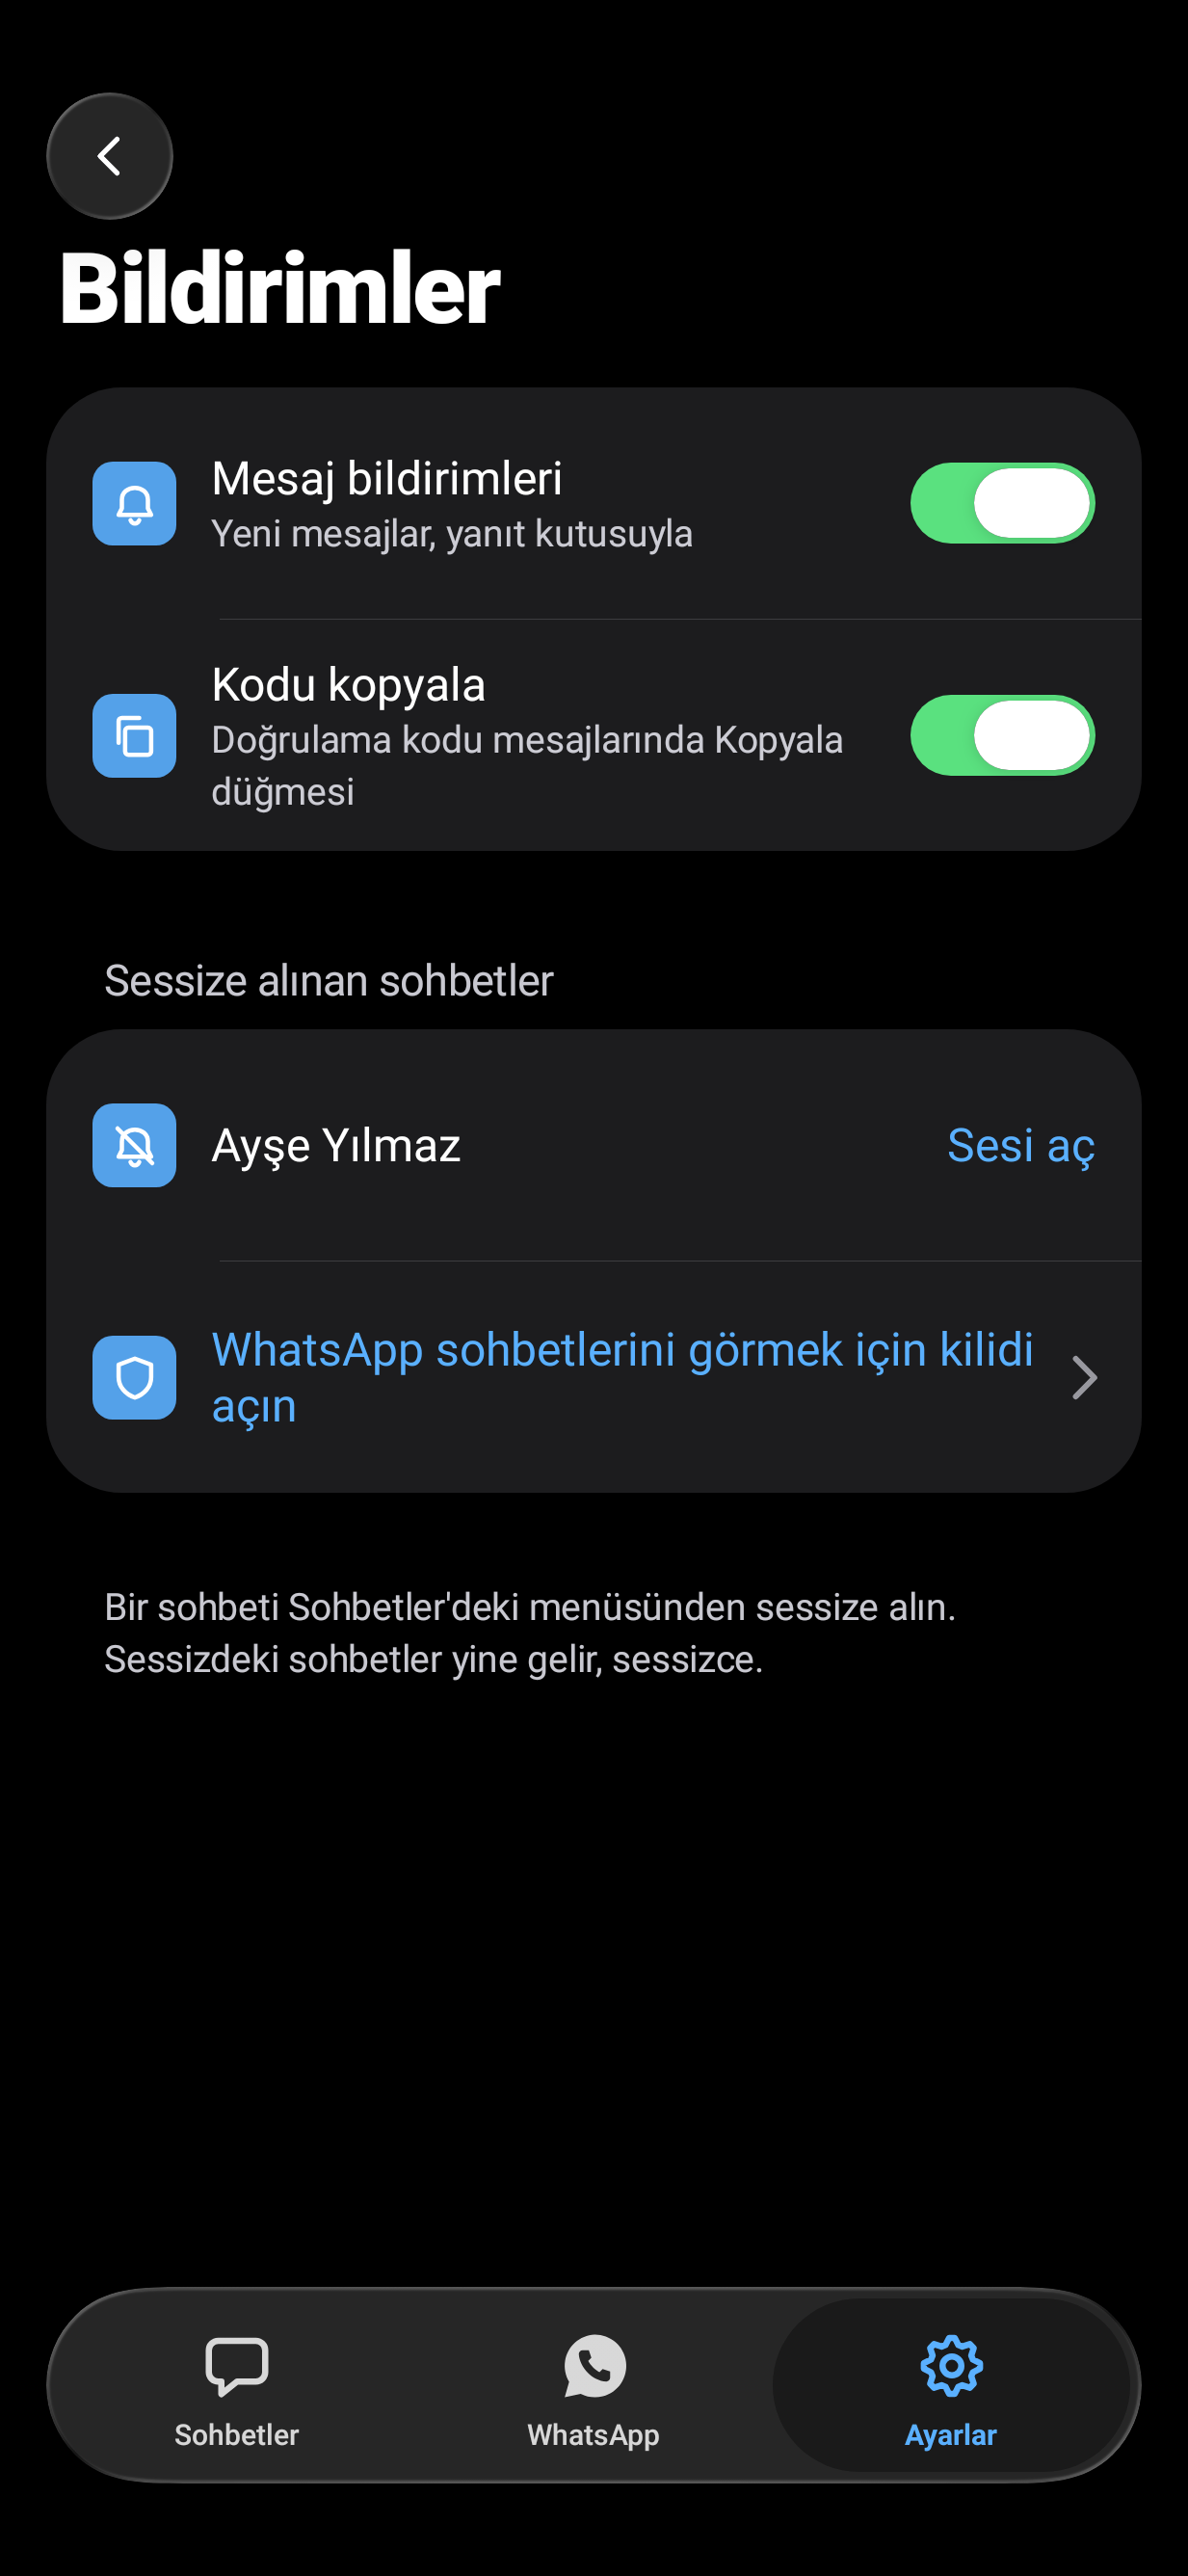 Bildirimler
Mesaj bildirimleri
Yeni mesajlar, yanıt kutusuyla
Kodu kopyala
Doğrulama kodu mesajlarında Kopyala
düğmesi
Sessize alınan sohbetler
Ayşe Yılmaz
Sesi aç
WhatsApp sohbetlerini görmek için kilidi
açın
Bir sohbeti Sohbetler'deki menüsünden sessize alın.
Sessizdeki sohbetler yine gelir, sessizce.
Sohbetler
WhatsApp
Ayarlar